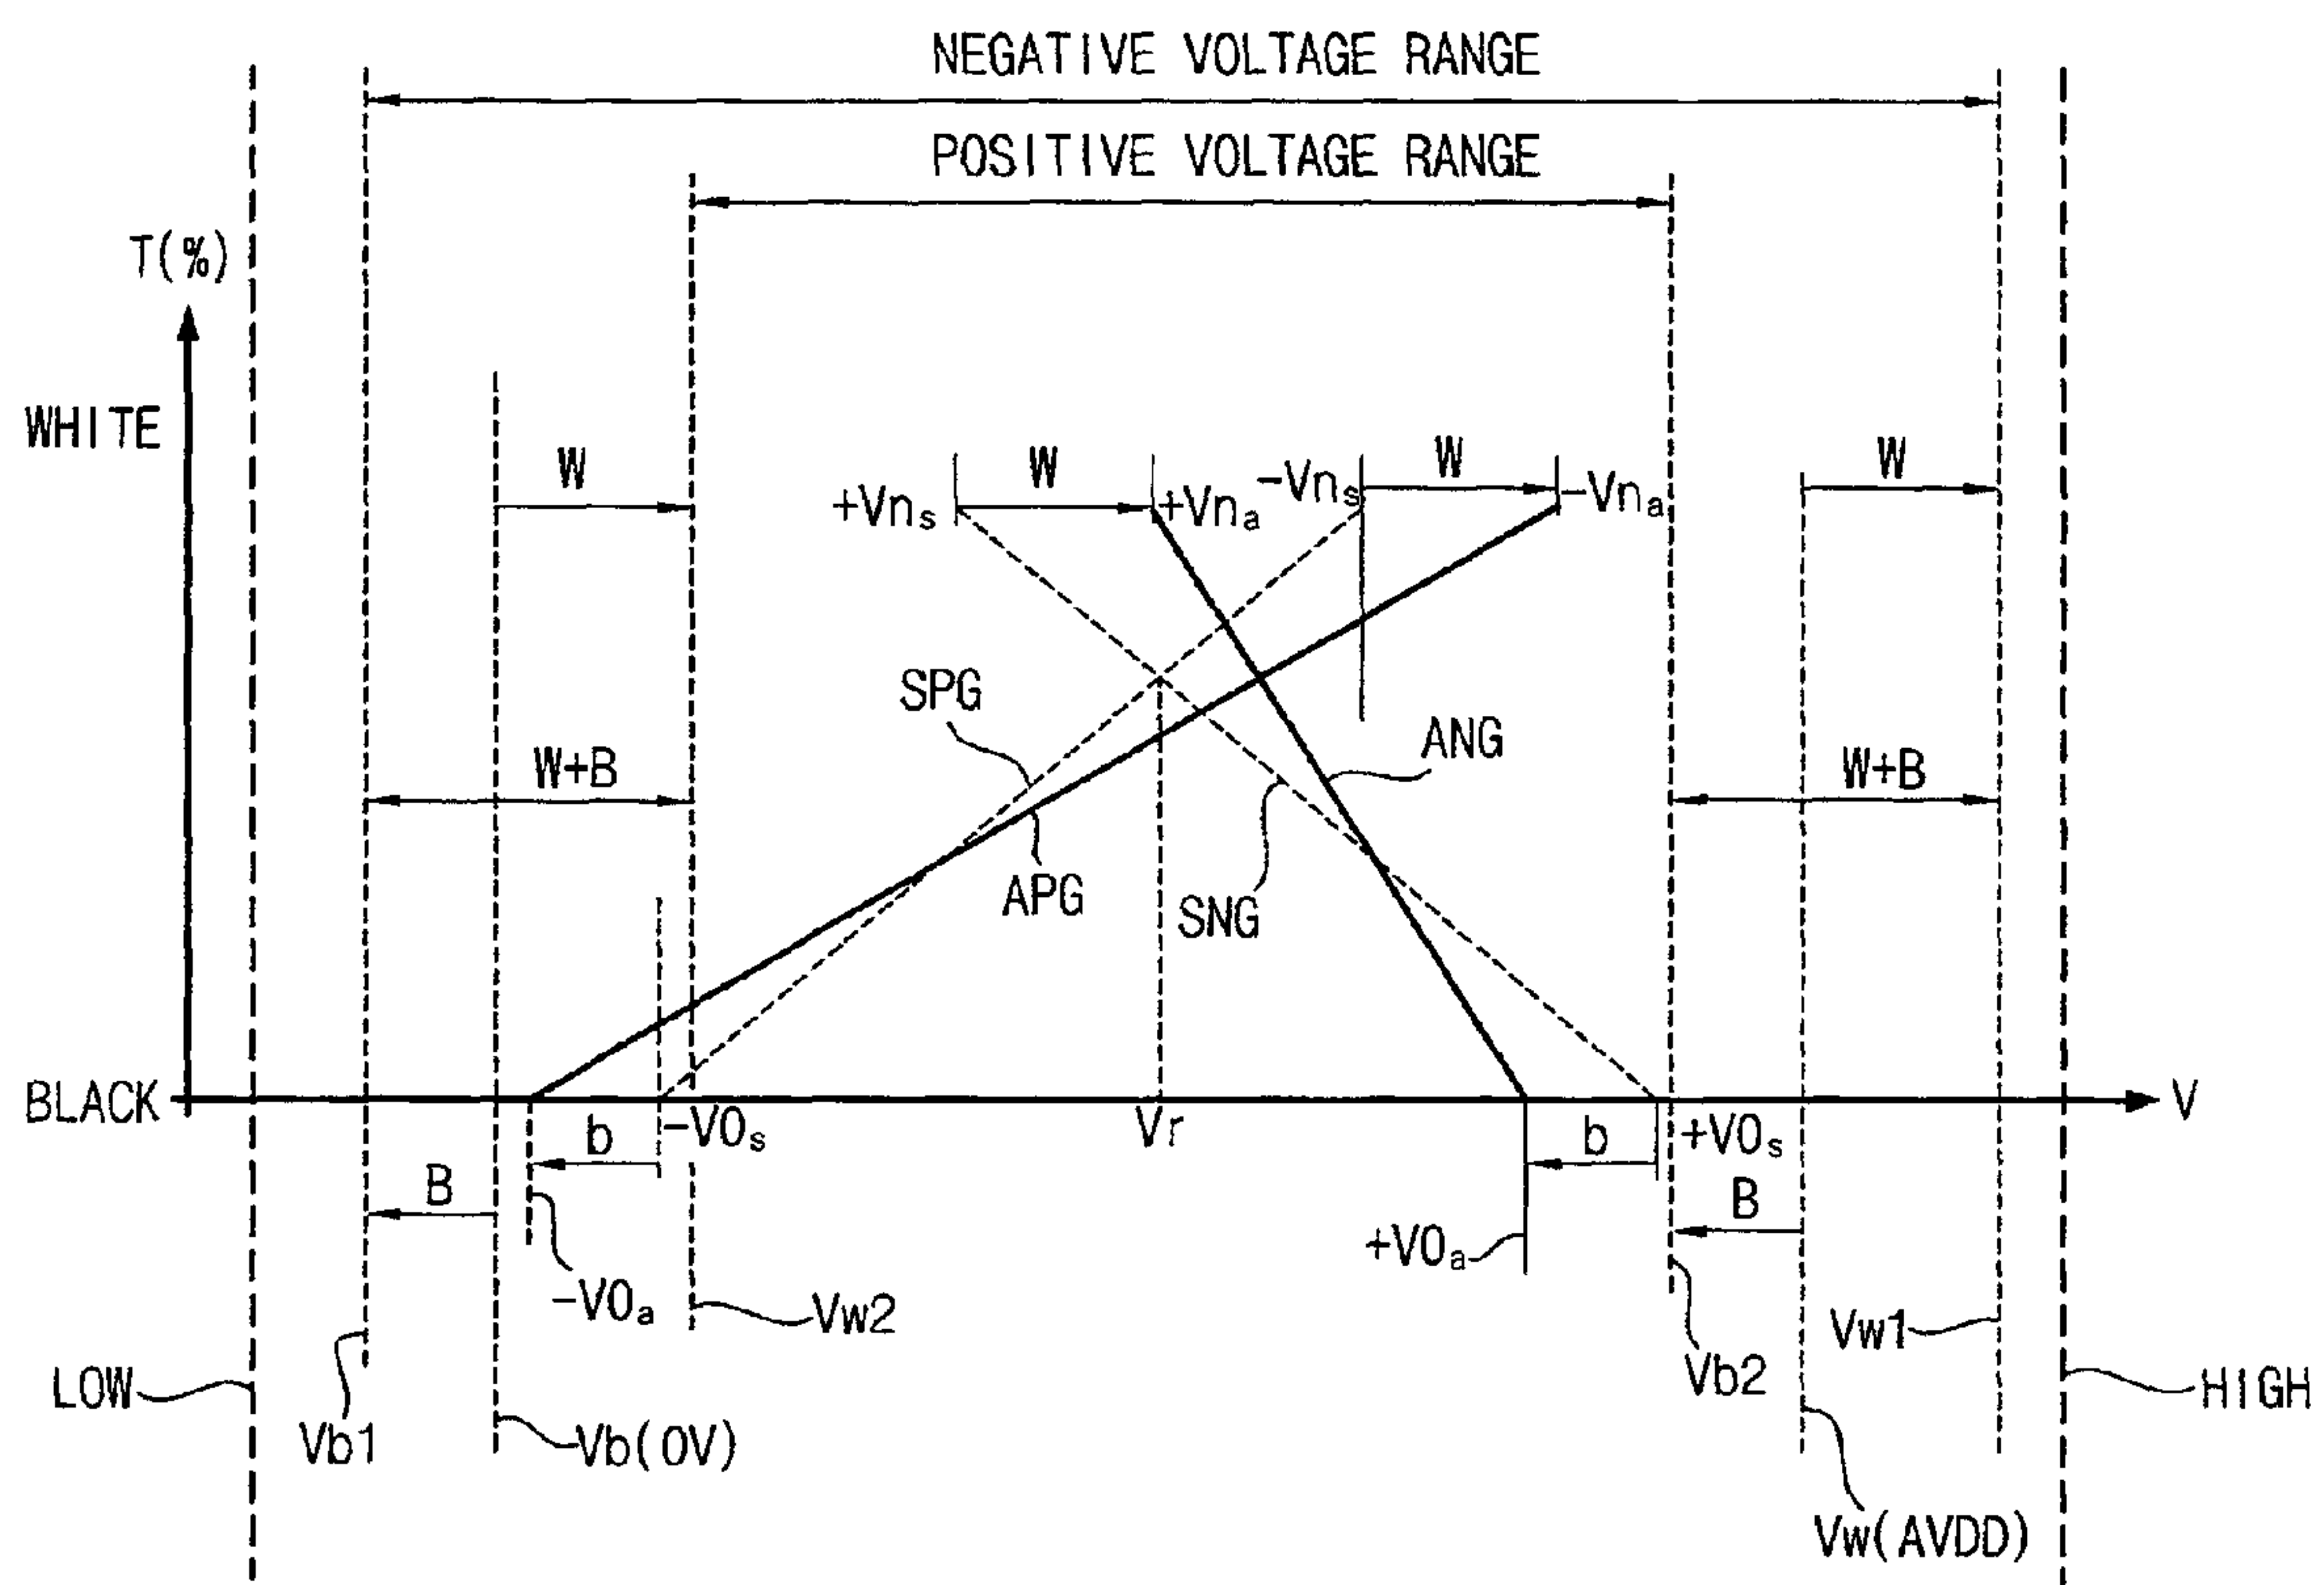 NEGATIVE VOLTAGE RANGE
POSITIVE VOLTAGE RANGE
T(%)
WHITE
W
+Vns
W
+Vna
-Vns
W
-Vna
W
SPG
ANG
W+B
W+B
APG
SNG
BLACK
b
-V0s
Vr
b
+V0s
V
B
B
+V0a
-V0a
Vw2
Vw1
LOW
Vb2
HIGH
Vb1
Vb(0V)
Vw(AVDD)